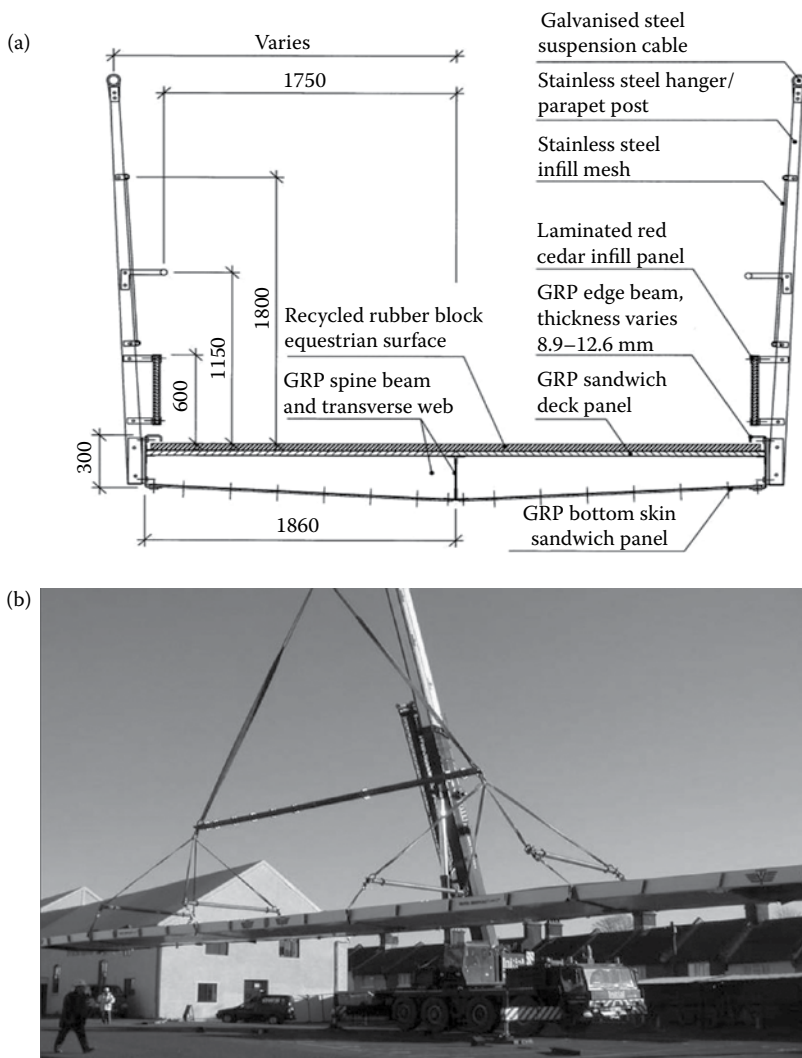 (a)
Varies
1750
1800
1150
600
300
1860
Recycled rubber block
equestrian surface
GRP spine beam
and transverse web
Galvanised steel
suspension cable
Stainless steel hanger/
parapet post
Stainless steel
infill mesh
Laminated red
cedar infill panel
GRP edge beam,
thickness varies
8.9–12.6 mm
GRP sandwich
deck panel
GRP bottom skin
sandwich panel
(b)